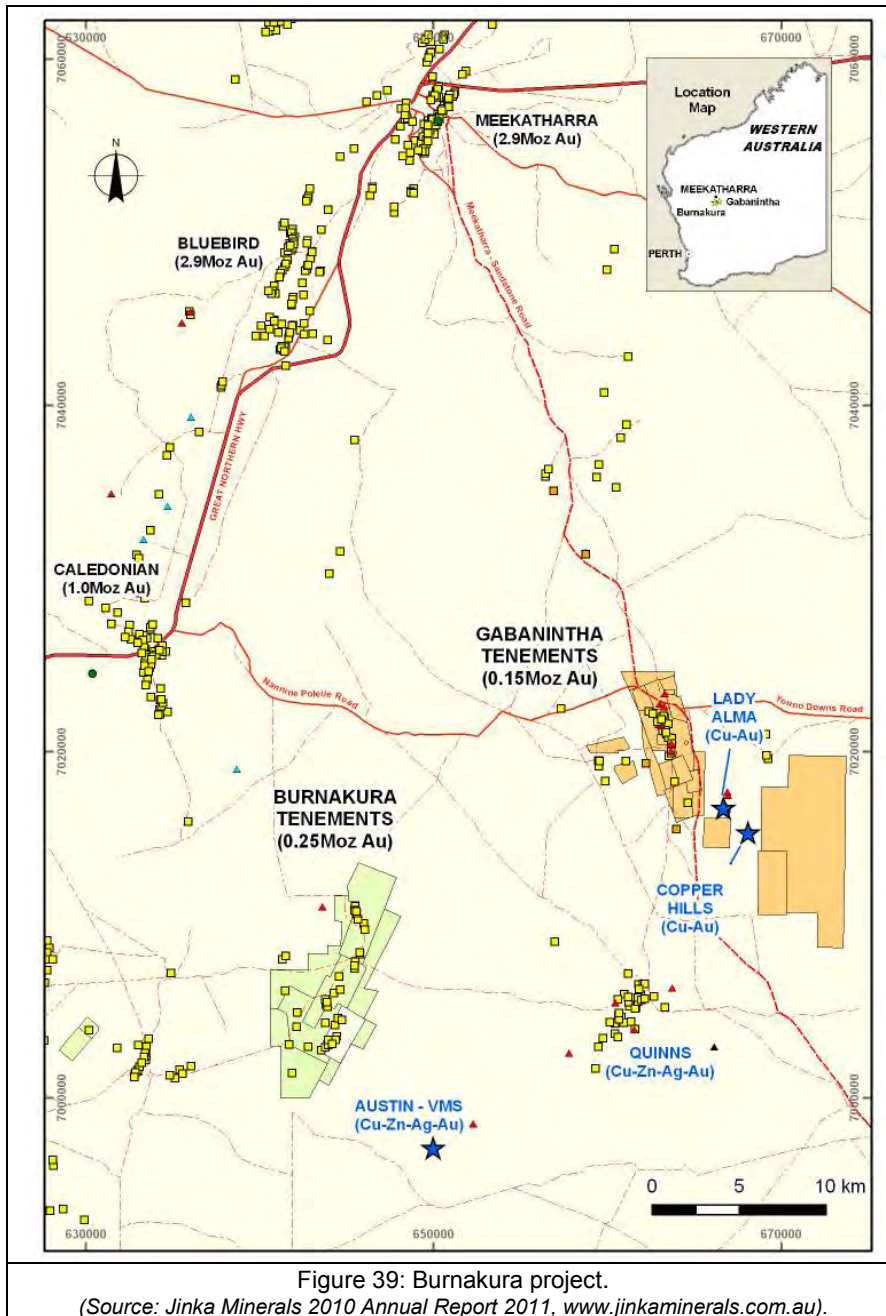 630000
670000
7060000
7060000
Location
Map
WESTERN
AUSTRALIA
MEEKATHARRA
Gabanintha
Burnakura
PERTH
N
MEEKATHARRA
(2.9Moz Au)
BLUEBIRD
(2.9Moz Au)
Meekatharra - Sandstone Road
7040000
7040000
GREAT NORTHERN HWY
CALEDONIAN
(1.0Moz Au)
GABANINTHA
TENEMENTS
(0.15Moz Au)
Nannine Polelle Road
LADY
ALMA
(Cu-Au)
Youno Downs Road
7020000
7020000
BURNAKURA
TENEMENTS
(0.25Moz Au)
COPPER
HILLS
(Cu-Au)
QUINNS
(Cu-Zn-Ag-Au)
7000000
7000000
AUSTIN - VMS
(Cu-Zn-Ag-Au)
0 5 10 km
630000
650000
670000
Figure 39: Burnakura project.
(Source: Jinka Minerals 2010 Annual Report 2011, www.jinkaminerals.com.au).